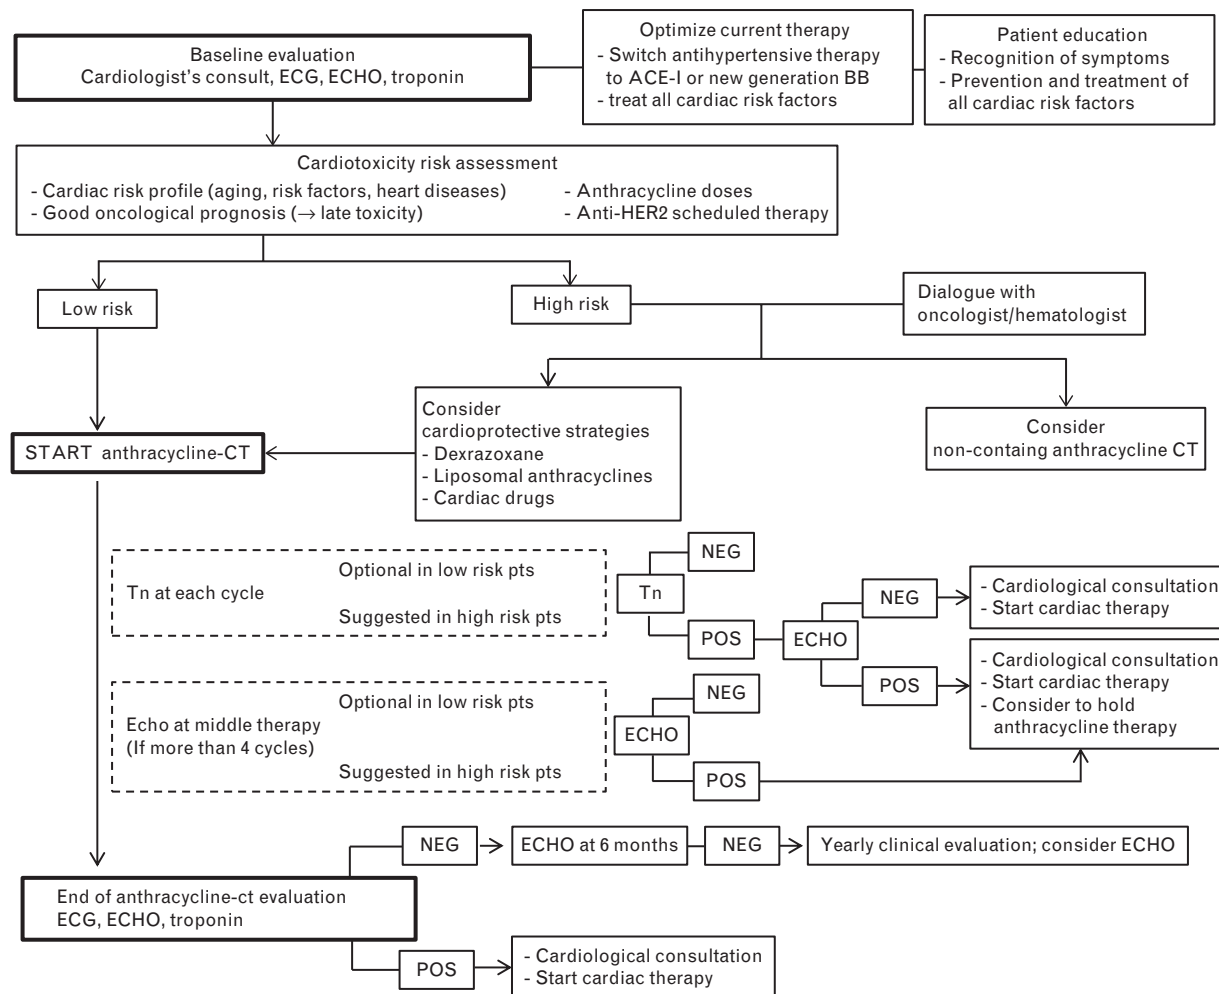 Baseline evaluation
Cardiologist's consult, ECG, ECHO, troponin
Optimize current therapy
- Switch antihypertensive therapy
to ACE-I or new generation BB
- treat all cardiac risk factors
Patient education
- Recognition of symptoms
- Prevention and treatment of
all cardiac risk factors
Cardiotoxicity risk assessment
- Cardiac risk profile (aging, risk factors, heart diseases)
- Good oncological prognosis (→ late toxicity)
- Anthracycline doses
- Anti-HER2 scheduled therapy
Low risk
High risk
Dialogue with
oncologist/hematologist
START anthracycline-CT
Consider
cardioprotective strategies
- Dexrazoxane
- Liposomal anthracyclines
- Cardiac drugs
Consider
non-containg anthracycline CT
Tn at each cycle
Optional in low risk pts
Suggested in high risk pts
Tn
NEG
POS
ECHO
NEG
- Cardiological consultation
- Start cardiac therapy
POS
- Cardiological consultation
- Start cardiac therapy
- Consider to hold
anthracycline therapy
Echo at middle therapy
(If more than 4 cycles)
Optional in low risk pts
Suggested in high risk pts
ECHO
NEG
POS
End of anthracycline-ct evaluation
ECG, ECHO, troponin
NEG
ECHO at 6 months
NEG
Yearly clinical evaluation; consider ECHO
POS
- Cardiological consultation
- Start cardiac therapy